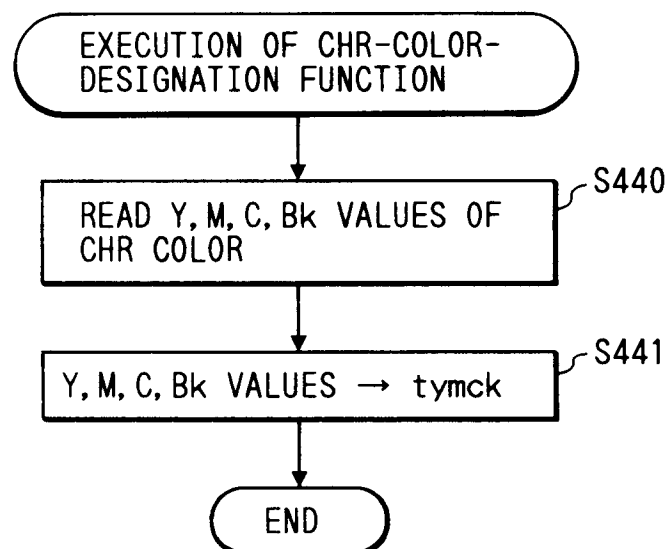 EXECUTION OF CHR-COLOR-
DESIGNATION FUNCTION
S440
READ Y, M, C, Bk VALUES OF
CHR COLOR
S441
Y, M, C, Bk VALUES → tymck
END